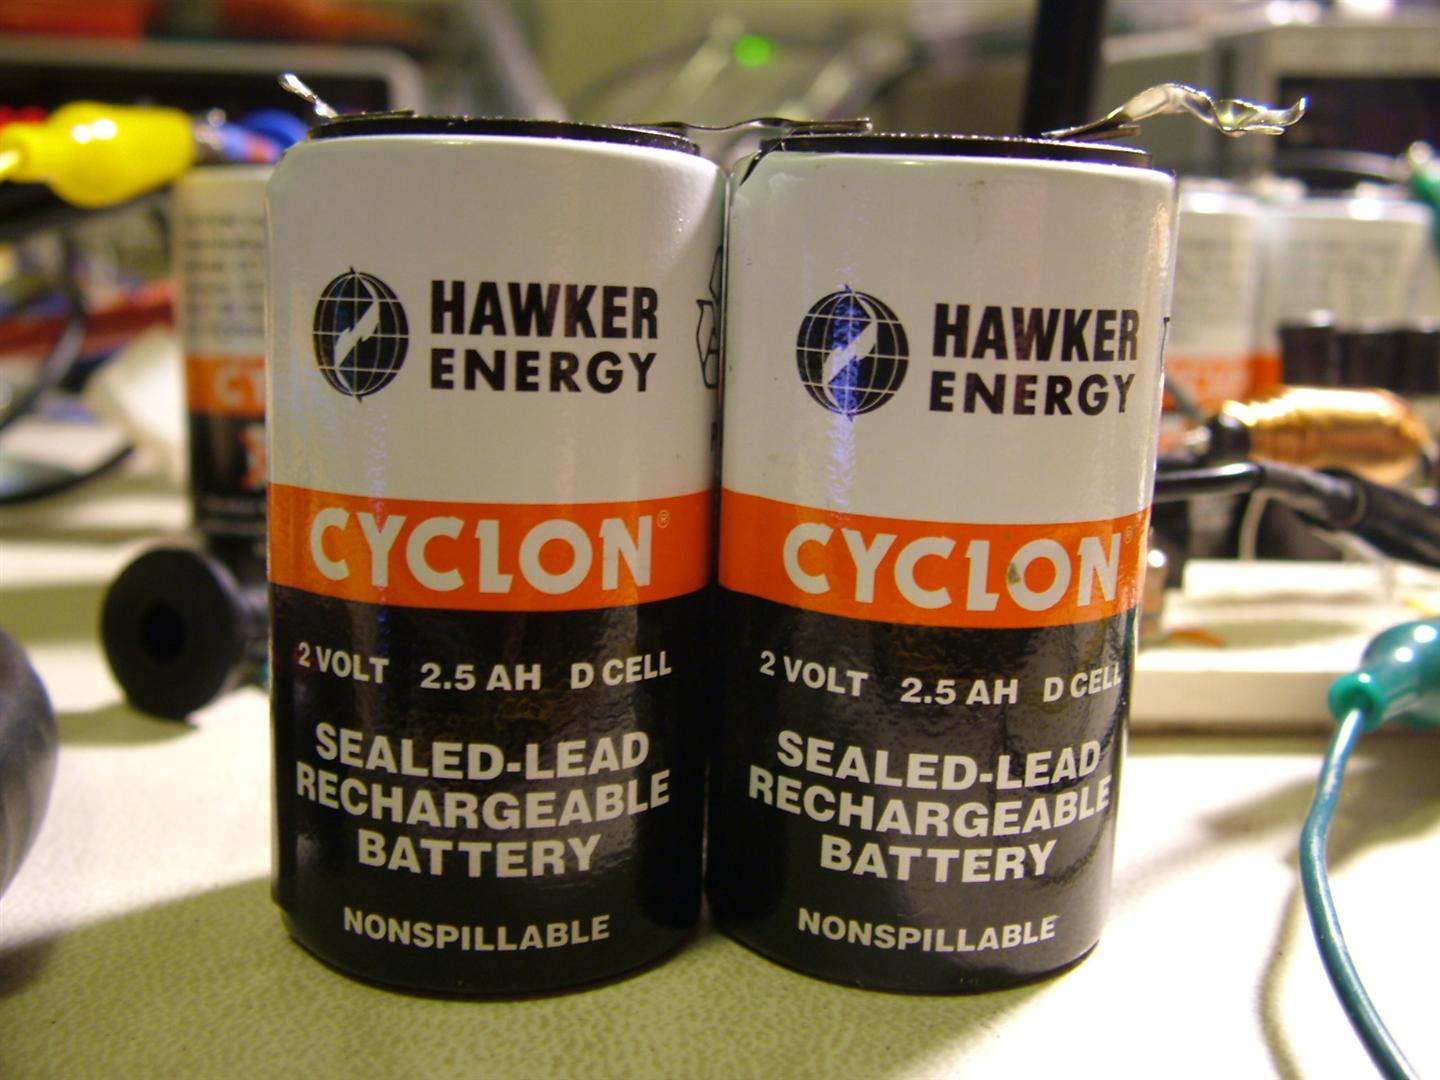 HAWKER
ENERGY
CYCLON®
2 VOLT 2.5 AH D CELL
SEALED-LEAD
RECHARGEABLE
BATTERY
NONSPILLABLE
HAWKER
ENERGY
CYCLON®
2 VOLT 2.5 AH D CELL
SEALED-LEAD
RECHARGEABLE
BATTERY
NONSPILLABLE
CY